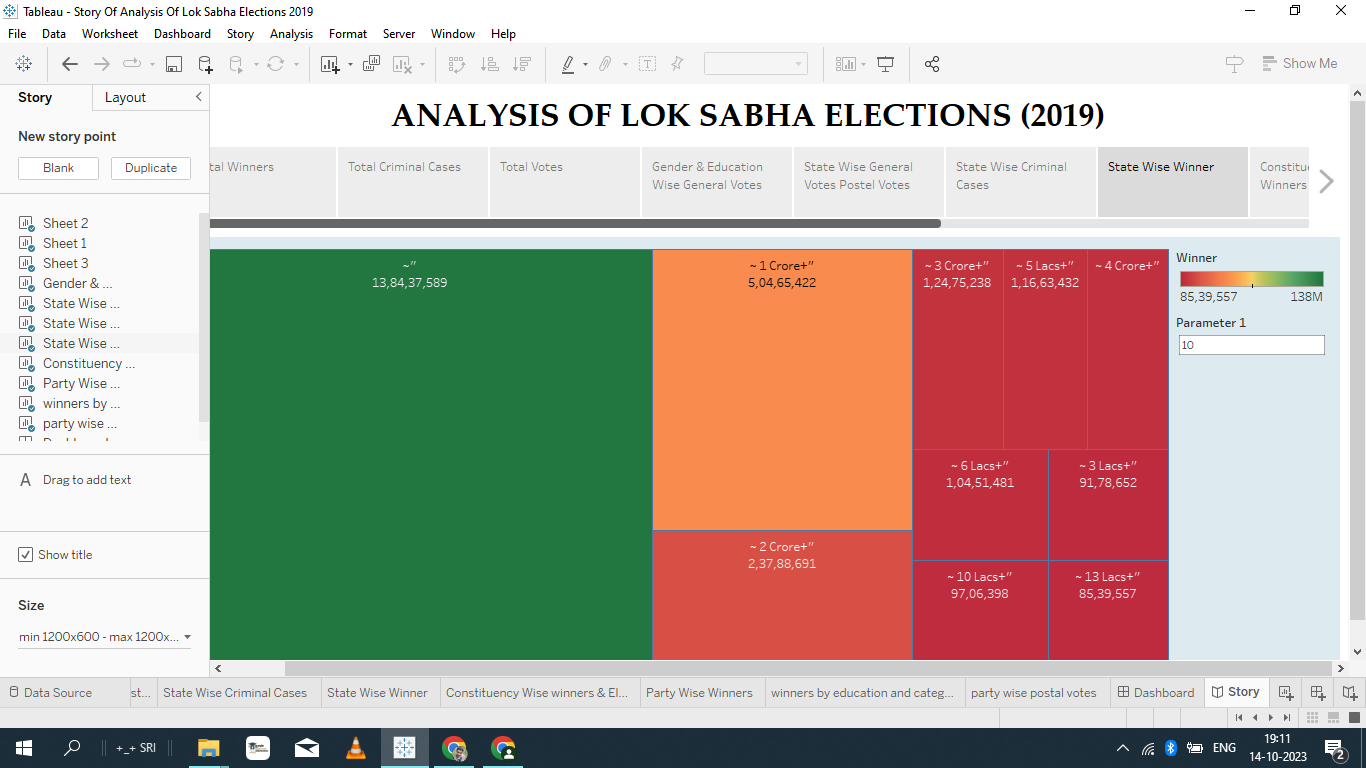 Tableau - Story Of Analysis Of Lok Sabha Elections 2019
File Data Worksheet Dashboard Story Analysis Format Server Window Help
Show Me
Story Layout
New story point
Blank Duplicate
Sheet 2
Sheet 1
Sheet 3
Gender & ...
State Wise ...
State Wise ...
State Wise ...
Constituency ...
Party Wise ...
winners by ...
party wise ...
A Drag to add text
Show title
Size
min 1200x600 - max 1200x...
ANALYSIS OF LOK SABHA ELECTIONS (2019)
tal Winners
Total Criminal Cases
Total Votes
Gender & Education
Wise General Votes
State Wise General
Votes Postel Votes
State Wise Criminal
Cases
State Wise Winner
Constitue
Winners
~"
13,84,37,589
~ 1 Crore+"
5,04,65,422
~ 2 Crore+"
2,37,88,691
~ 3 Crore+"
1,24,75,238
~ 5 Lacs+"
1,16,63,432
~ 4 Crore+"
~ 6 Lacs+"
1,04,51,481
~ 3 Lacs+"
91,78,652
~ 10 Lacs+"
97,06,398
~ 13 Lacs+"
85,39,557
Winner
85,39,557 138M
Parameter 1
10
Data Source st... State Wise Criminal Cases State Wise Winner Constituency Wise winners & El... Party Wise Winners winners by education and categ... party wise postal votes Dashboard Story
+_+ SRI
ENG
19:11
14-10-2023
2